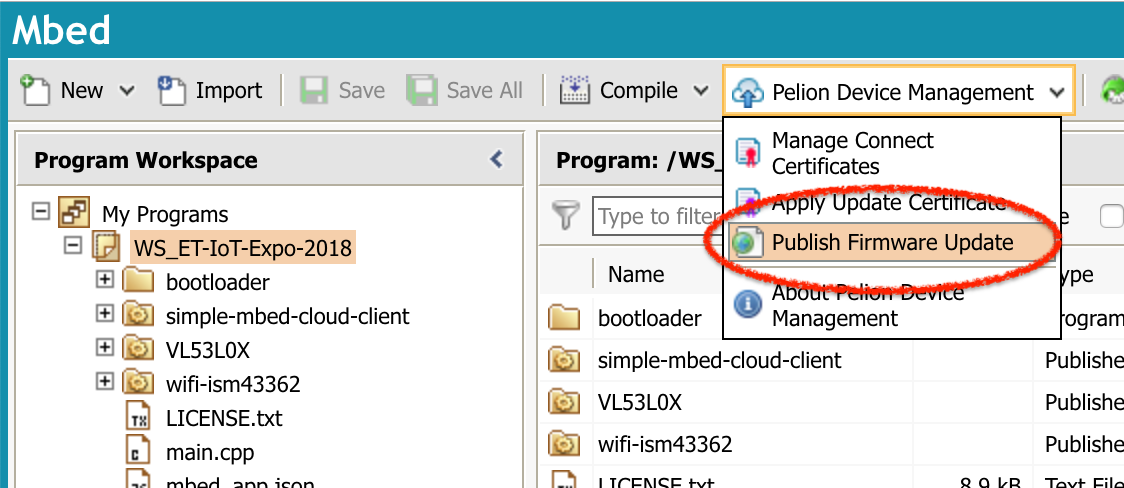 Mbed
New Import Save Save All Compile Pelion Device Management
Manage Connect
Certificates
Apply Update Certificate
Publish Firmware Update
About Pelion Device
Management
Program Workspace
My Programs
WS_ET-IoT-Expo-2018
bootloader
simple-mbed-cloud-client
VL53L0X
wifi-ism43362
LICENSE.txt
main.cpp
mbed_app.json
Program: /WS_
Type to filter
Name
bootloader
simple-mbed-cloud-client Publishe
VL53L0X Publishe
wifi-ism43362 Publishe
LICENSE.txt 8.9 kB Text File